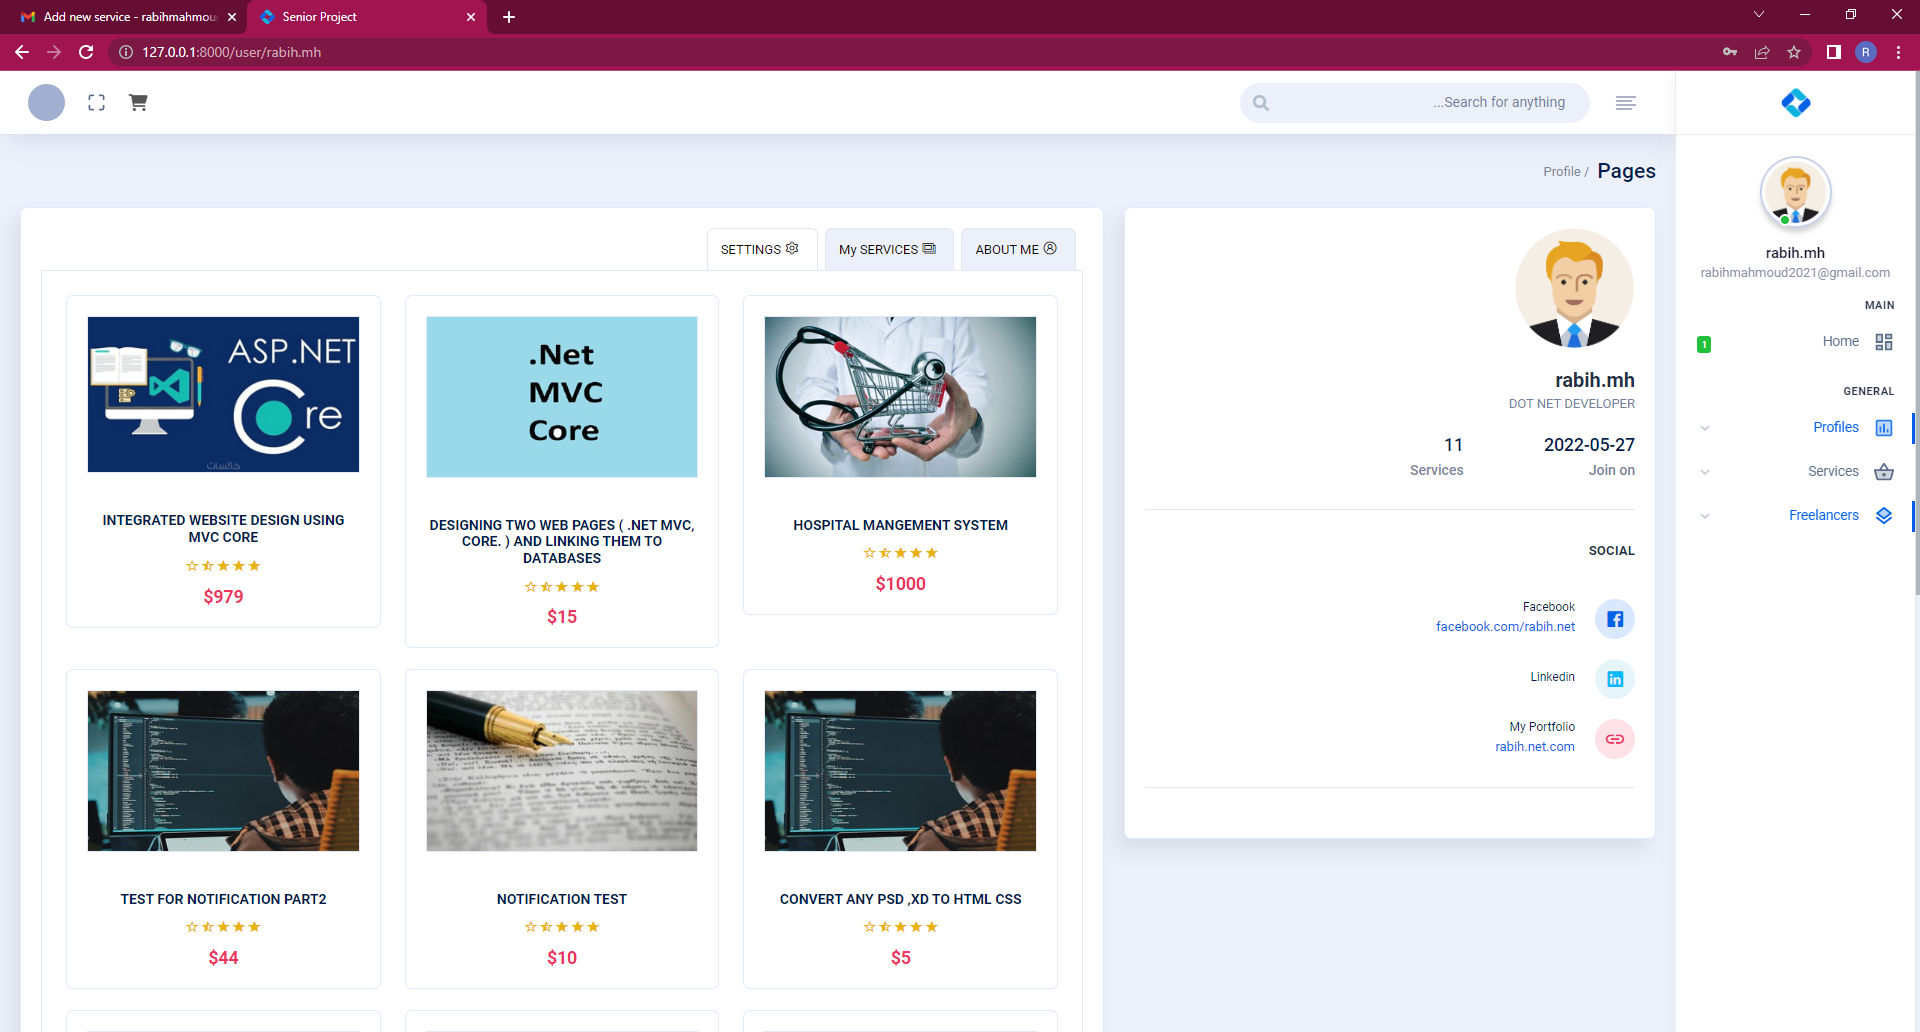 Add new service - rabihmahmou
Senior Project
127.0.0.1:8000/user/rabih.mh
R
...Search for anything
Profile / Pages
SETTINGS
My SERVICES
ABOUT ME
ASP.NET
Core
خمسات
INTEGRATED WEBSITE DESIGN USING
MVC CORE
$979
.Net
MVC
Core
DESIGNING TWO WEB PAGES ( .NET MVC,
CORE. ) AND LINKING THEM TO
DATABASES
$15
HOSPITAL MANGEMENT SYSTEM
$1000
TEST FOR NOTIFICATION PART2
$44
NOTIFICATION TEST
$10
CONVERT ANY PSD ,XD TO HTML CSS
$5
rabih.mh
DOT NET DEVELOPER
11
Services
2022-05-27
Join on
SOCIAL
Facebook
facebook.com/rabih.net
Linkedin
My Portfolio
rabih.net.com
rabih.mh
rabihmahmoud2021@gmail.com
MAIN
1
Home
GENERAL
Profiles
Services
Freelancers